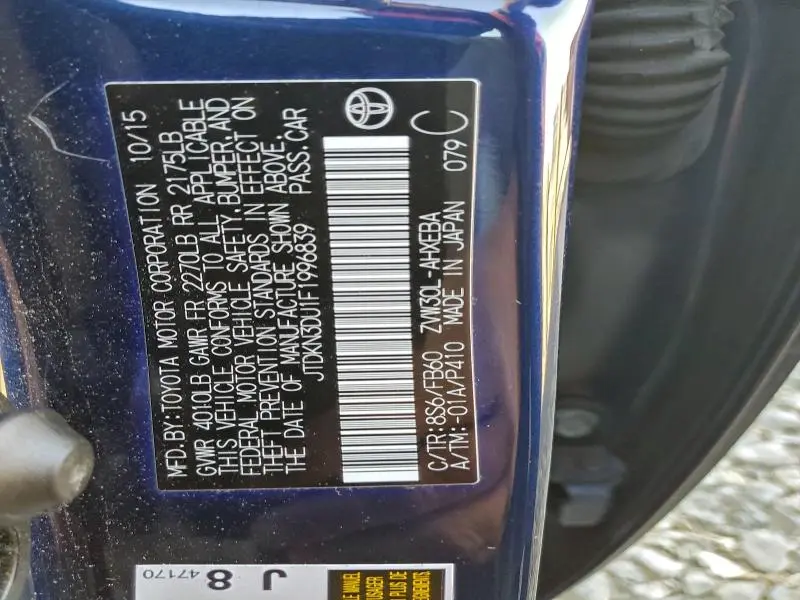 MFD.BY:TOYOTA MOTOR CORPORATION 10/15
GVWR 4010LB GAWR FR 2270LB RR 2175LB
THIS VEHICLE CONFORMS TO ALL APPLICABLE
FEDERAL MOTOR VEHICLE SAFETY,BUMPER,AND
THEFT PREVENTION STANDARDS IN EFFECT ON
THE DATE OF MANUFACTURE SHOWN ABOVE.
JTDKN3DU1F1996839 PASS.CAR
C/TR:8S6/FB60 ZVW30L-AHXEBA
A/TM:-01A/P410 MADE IN JAPAN 079 C
J 8
47170
PLUS DE